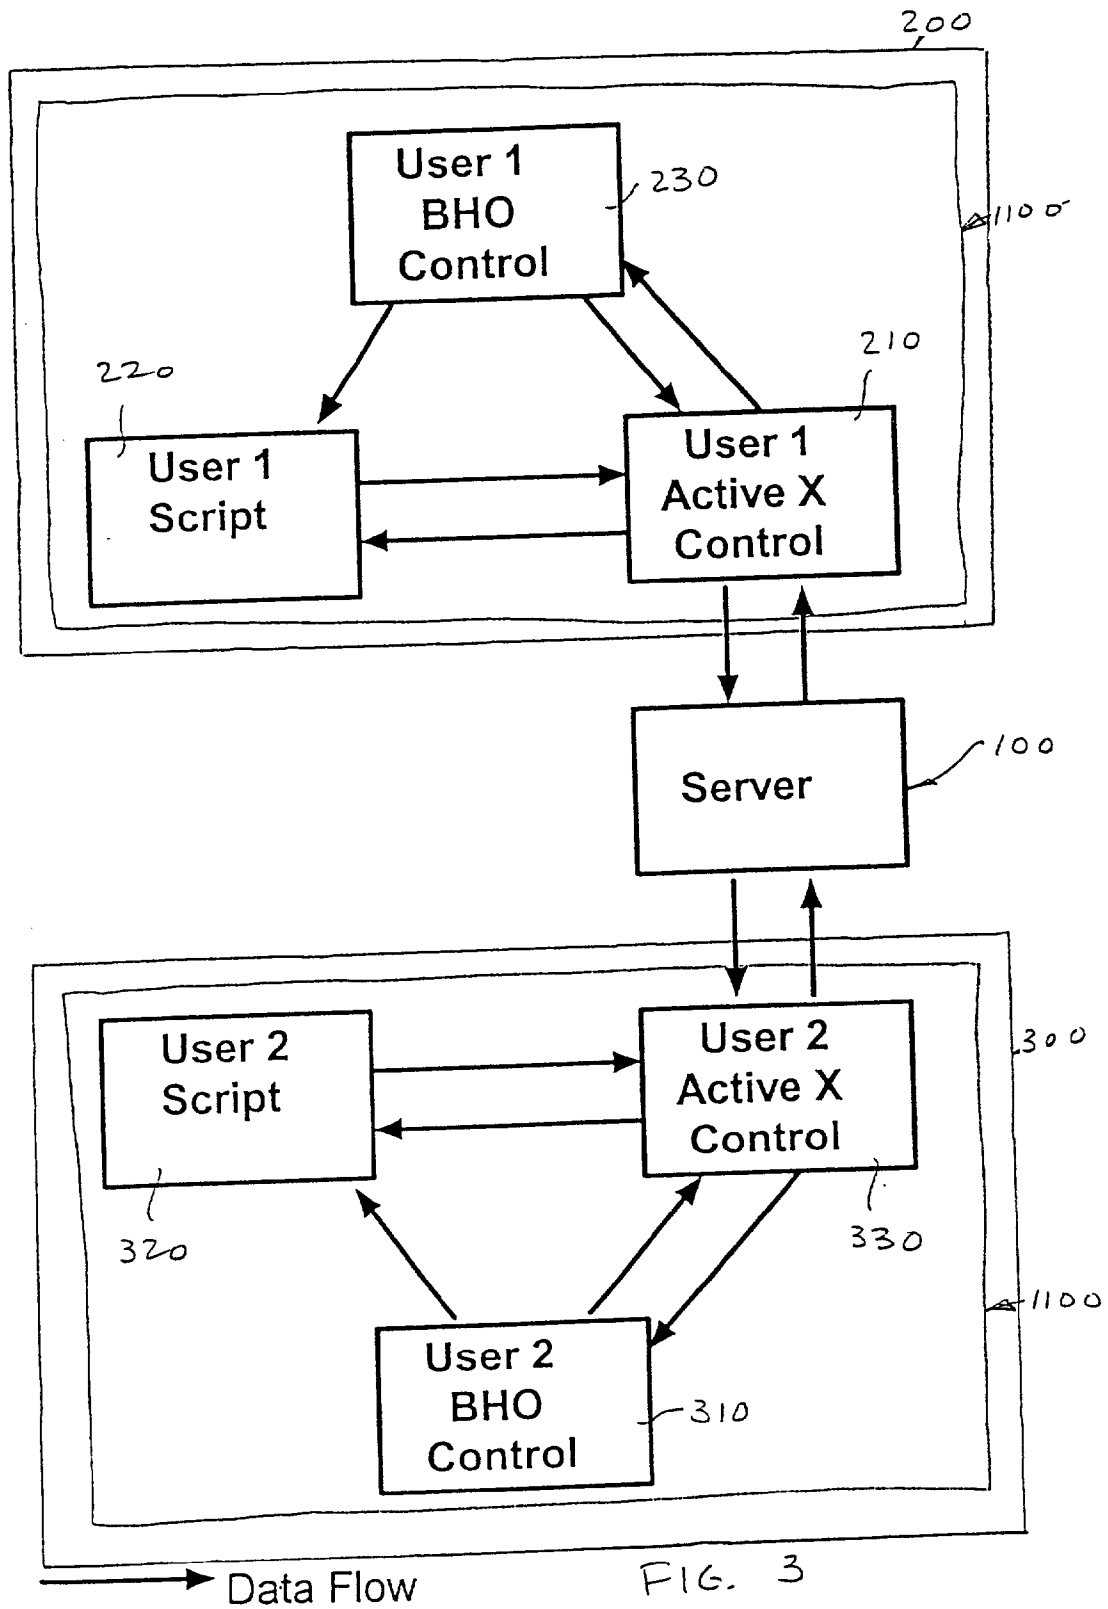 200
User 1
BHO
Control
230
1100
220
210
User 1
Script
User 1
Active X
Control
Server
100
User 2
Script
User 2
Active X
Control
300
320
330
1100
User 2
BHO
Control
310
Data Flow
FIG. 3